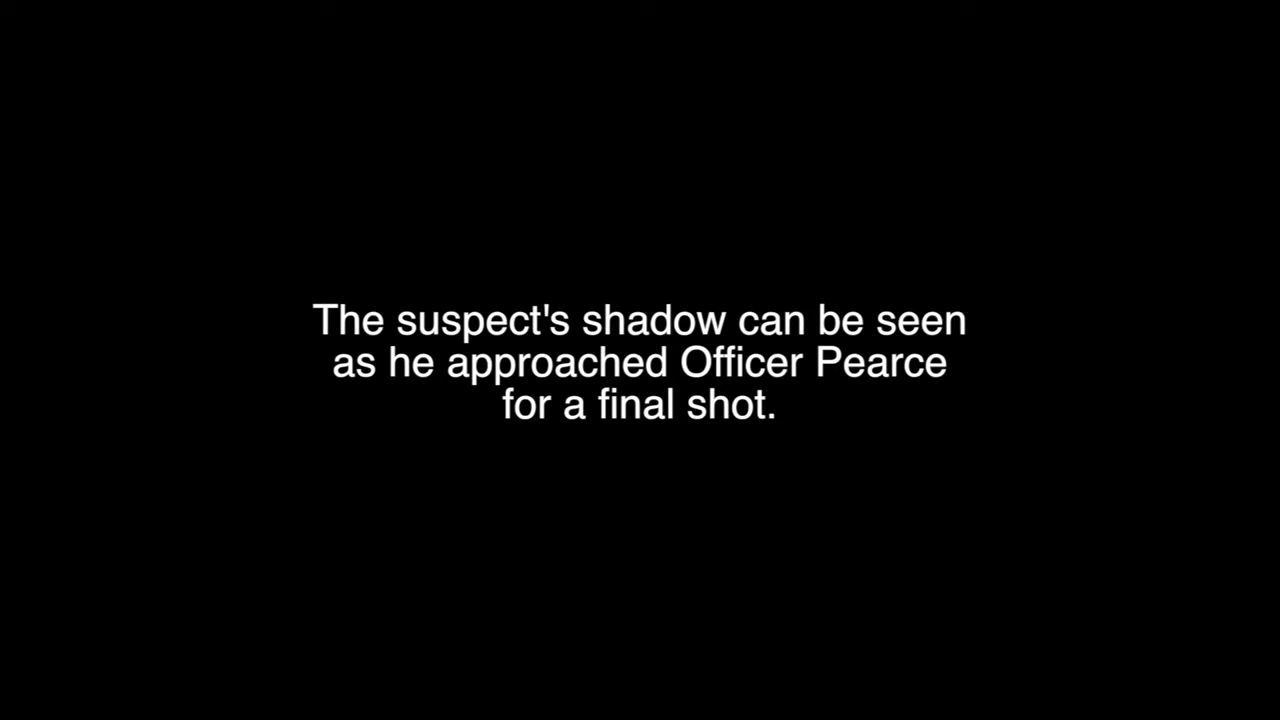 The suspect's shadow can be seen
as he approached Officer Pearce
for a final shot.